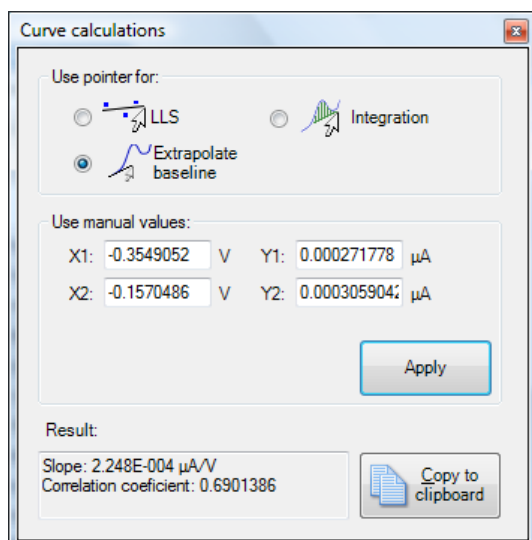 Curve calculations
Use pointer for:
LLS
Integration
Extrapolate
baseline
Use manual values:
X1: -0.3549052 V Y1: 0.000271778 µA
X2: -0.1570486 V Y2: 0.0003059042 µA
Apply
Result:
Slope: 2.248E-004 µA/V
Correlation coeficient: 0.6901386
Copy to
clipboard